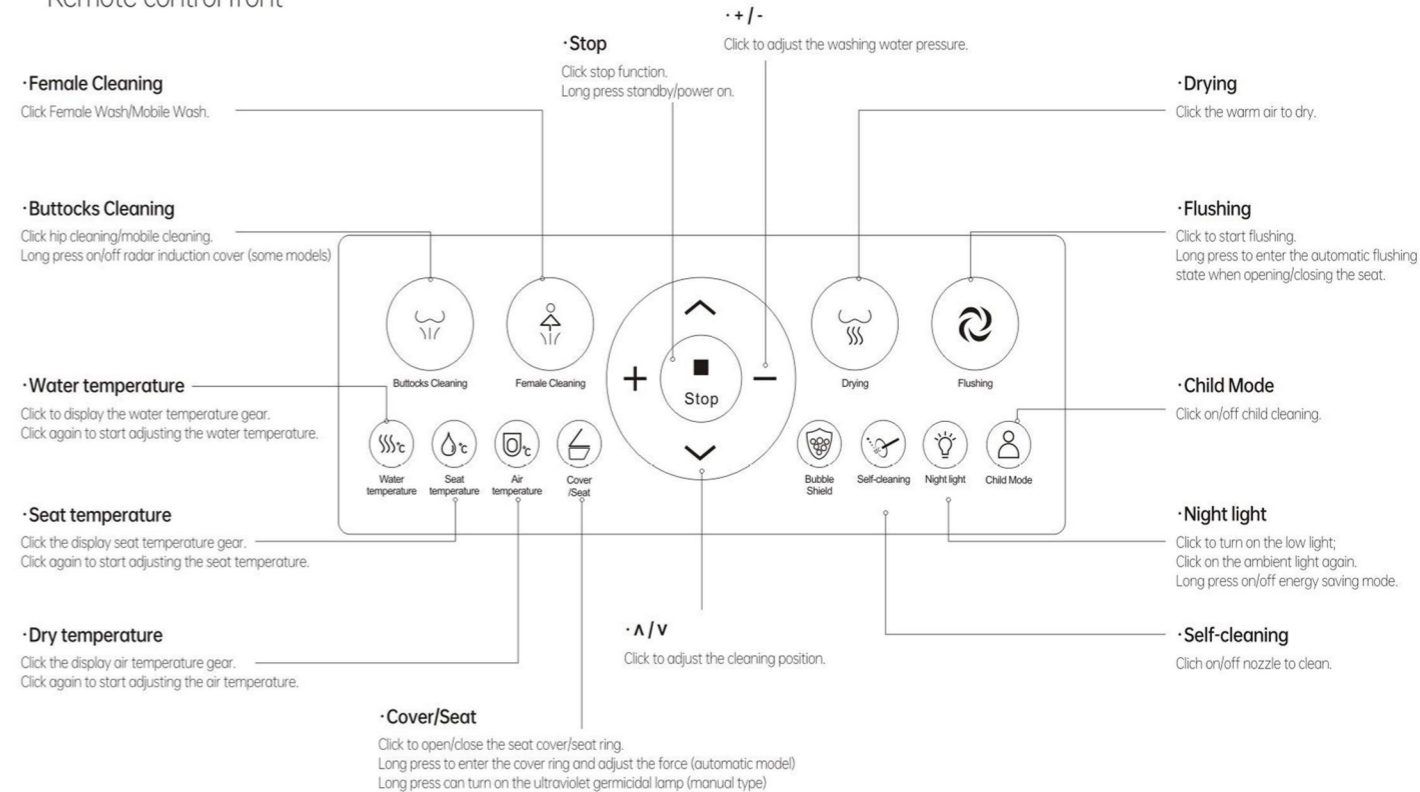 Remote control front
·+/-
Click to adjust the washing water pressure.
·Stop
Click stop function.
Long press standby/power on.
·Female Cleaning
Click Female Wash/Mobile Wash.
·Drying
Click the warm air to dry.
·Buttocks Cleaning
Click hip cleaning/mobile cleaning.
Long press on/off radar induction cover (some models)
·Flushing
Click to start flushing.
Long press to enter the automatic flushing
state when opening/closing the seat.
Buttocks Cleaning
Female Cleaning
+
Stop
−
Drying
Flushing
·Water temperature
Click to display the water temperature gear.
Click again to start adjusting the water temperature.
·Child Mode
Click on/off child cleaning.
°C
°C
°C
Water
temperature
Seat
temperature
Air
temperature
Cover
/Seat
Bubble
Shield
Self-cleaning
Night light
Child Mode
·Seat temperature
Click the display seat temperature gear.
Click again to start adjusting the seat temperature.
·Night light
Click to turn on the low light;
Click on the ambient light again.
Long press on/off energy saving mode.
·Dry temperature
Click the display air temperature gear.
Click again to start adjusting the air temperature.
·∧/∨
Click to adjust the cleaning position.
·Self-cleaning
Clich on/off nozzle to clean.
·Cover/Seat
Click to open/close the seat cover/seat ring.
Long press to enter the cover ring and adjust the force (automatic model)
Long press can turn on the ultraviolet germicidal lamp (manual type)